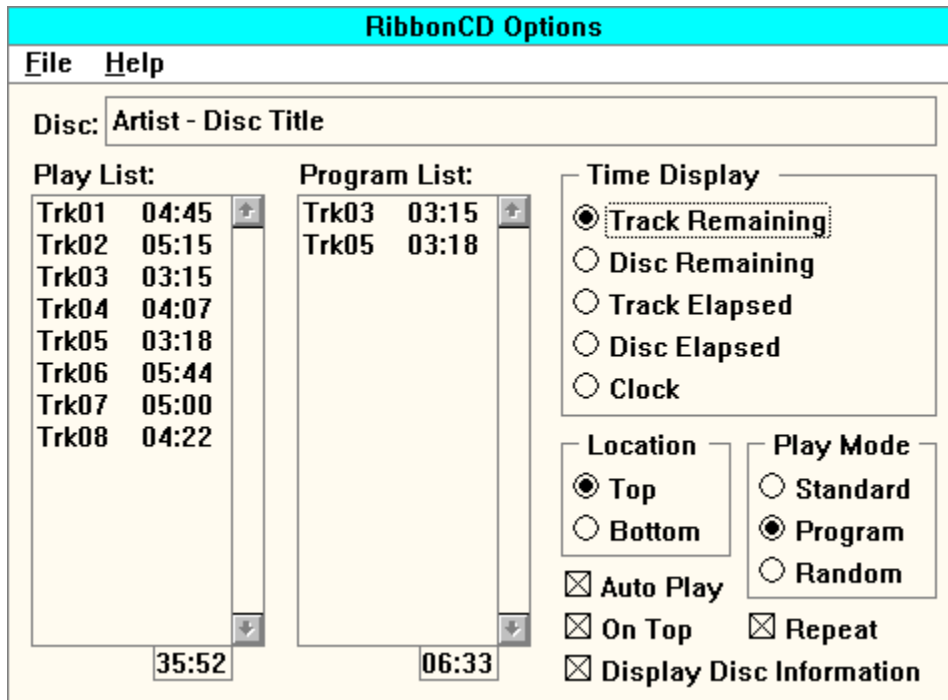 RibbonCD Options
File Help
Disc: Artist - Disc Title
Play List:
Trk01 04:45
Trk02 05:15
Trk03 03:15
Trk04 04:07
Trk05 03:18
Trk06 05:44
Trk07 05:00
Trk08 04:22
35:52
Program List:
Trk03 03:15
Trk05 03:18
06:33
Time Display
Track Remaining
Disc Remaining
Track Elapsed
Disc Elapsed
Clock
Location
Top
Bottom
Play Mode
Standard
Program
Random
Auto Play
On Top
Repeat
Display Disc Information